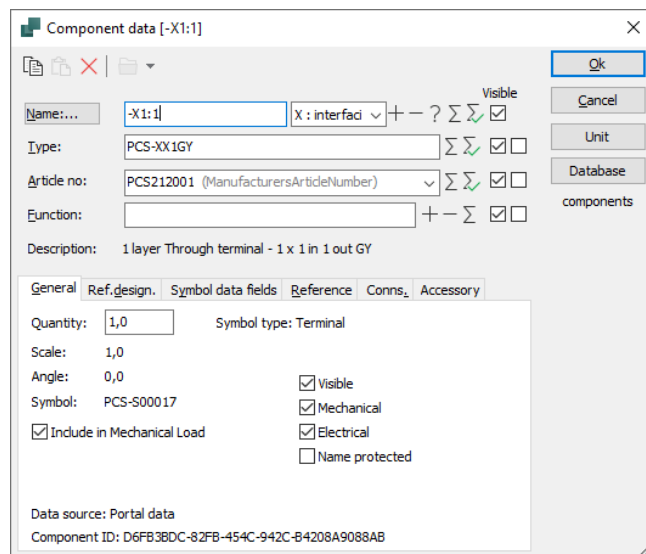 Component data [-X1:1]
Ok
Visible
Name:... -X1:1 X : interfaci
Cancel
Type: PCS-XX1GY
Unit
Article no: PCS212001 (ManufacturersArticleNumber)
Database
Function:
components
Description: 1 layer Through terminal - 1 x 1 in 1 out GY
General Ref.design. Symbol data fields Reference Conns. Accessory
Quantity: 1,0 Symbol type: Terminal
Scale: 1,0
Angle: 0,0
Visible
Symbol: PCS-S00017
Mechanical
Include in Mechanical Load
Electrical
Name protected
Data source: Portal data
Component ID: D6FB3BDC-82FB-454C-942C-B4208A9088AB